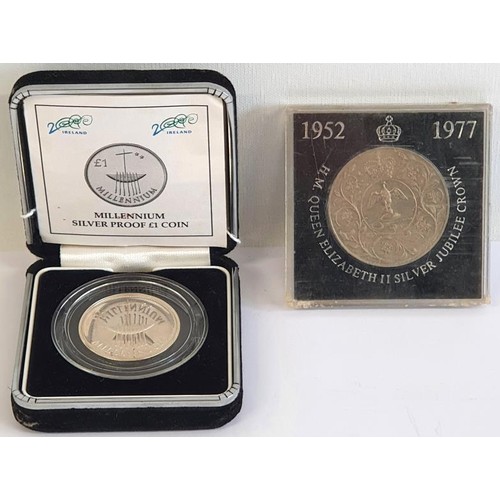 2000 2000
IRELAND IRELAND
£1
MILLENNIUM
MILLENNIUM
SILVER PROOF £1 COIN
MILLENNIUM
1952 1977
H.M. QUEEN ELIZABETH II SILVER JUBILEE CROWN